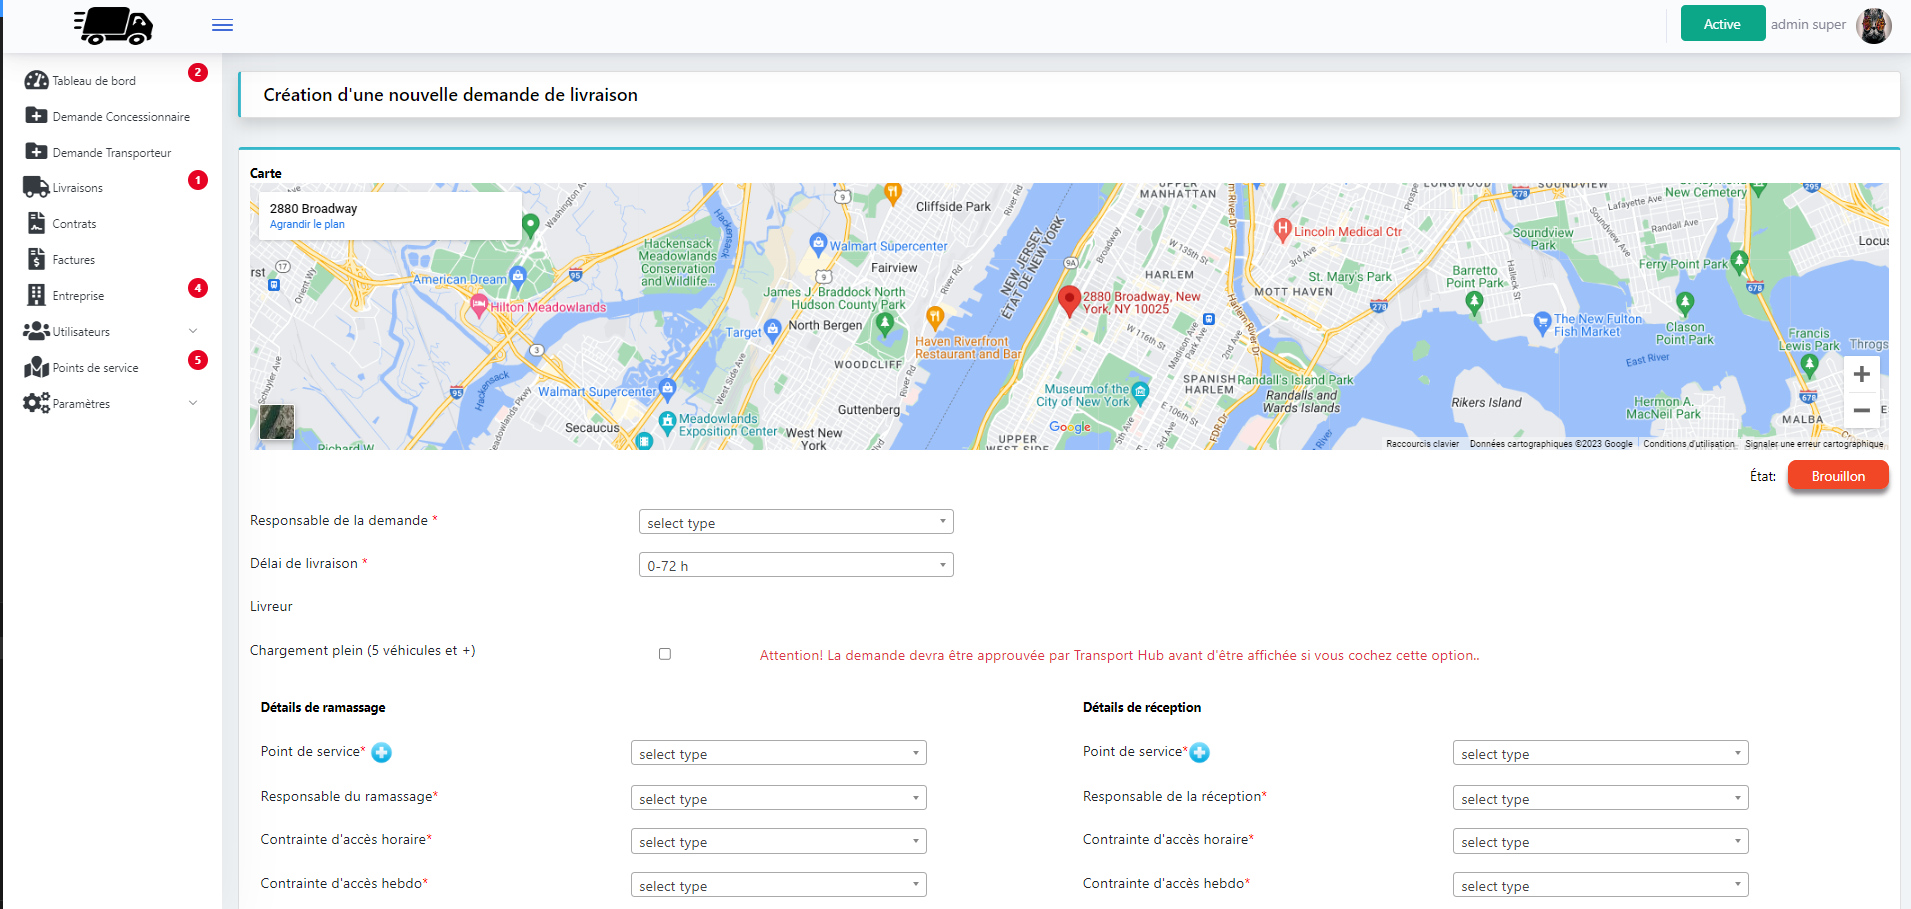 Active
admin super
Tableau de bord
2
Demande Concessionnaire
Demande Transporteur
Livraisons
1
Contrats
Factures
Entreprise
4
Utilisateurs
Points de service
5
Paramètres
Création d'une nouvelle demande de livraison
Carte
2880 Broadway
Agrandir le plan
Cliffside Park
Walmart Supercenter
Fairview
Hackensack
Meadowlands
Conservation
and Wildlife...
American Dream
Hilton Meadowlands
James J. Braddock North
Hudson County Park
Target
North Bergen
Haven Riverfront
Restaurant and Bar
WOODCLIFF
Walmart Supercenter
Guttenberg
Meadowlands
Exposition Center
Secaucus
West New
York
NEW JERSEY
ÉTAT DE NEW YORK
UPPER
MANHATTAN
HARLEM
2880 Broadway, New
York, NY 10025
Museum of the
City of New York
SPANISH
HARLEM
UPPER
WEST SIDE
Google
Lincoln Medical Ctr
St. Mary's Park
MOTT HAVEN
Randall's Island Park
Randalls and
Wards Islands
LONGWOOD
SOUNDVIEW
Soundview
Park
Barretto
Point Park
Ferry Point Park
New Cemetery
The New Fulton
Fish Market
Clason
Point Park
Francis
Lewis Park
East River
Rikers Island
Hermon A.
MacNeil Park
MALBA
Raccourcis clavier
Données cartographiques ©2023 Google
Conditions d'utilisation
Signaler une erreur cartographique
État:
Brouillon
Responsable de la demande *
select type
Délai de livraison *
0-72 h
Livreur
Chargement plein (5 véhicules et +)
Attention! La demande devra être approuvée par Transport Hub avant d'être affichée si vous cochez cette option..
Détails de ramassage
Détails de réception
Point de service*
select type
Point de service*
select type
Responsable du ramassage*
select type
Responsable de la réception*
select type
Contrainte d'accès horaire*
select type
Contrainte d'accès horaire*
select type
Contrainte d'accès hebdo*
select type
Contrainte d'accès hebdo*
select type